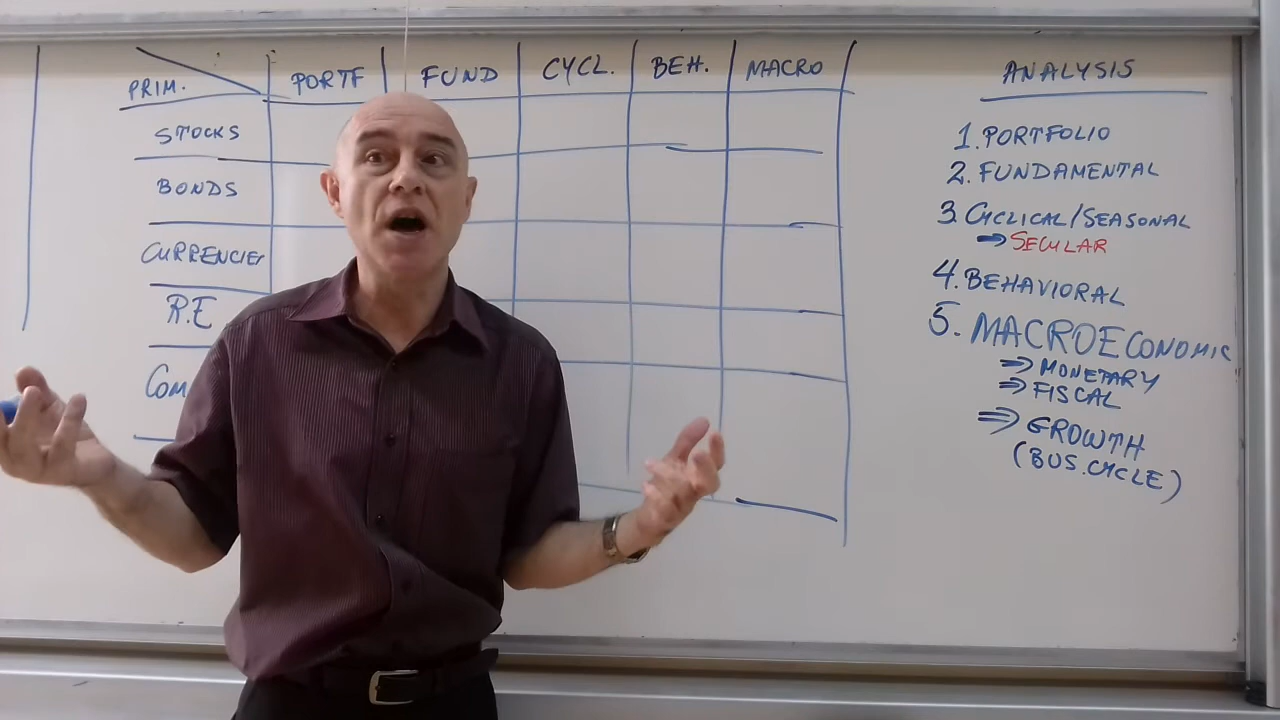 PRIM. PORTF FUND CYCL. BEH. MACRO
STOCKS
BONDS
CURRENCIES
R.E
COM
ANALYSIS
1. PORTFOLIO
2. FUNDAMENTAL
3. CYCLICAL/SEASONAL
⇒ SECULAR
4. BEHAVIORAL
5. MACROECONOMIC
⇒ MONETARY
⇒ FISCAL
⇒ GROWTH
(BUS. CYCLE)